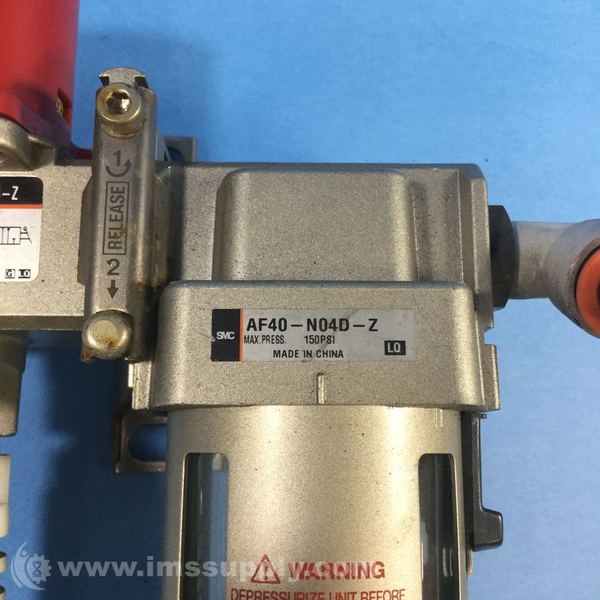 -Z
G LO
1
RELEASE
2
SMC
AF40-N04D-Z
MAX.PRESS. 150PSI
MADE IN CHINA
LQ
WARNING
DEPRESSURIZE UNIT BEFORE
www.imssupply.com